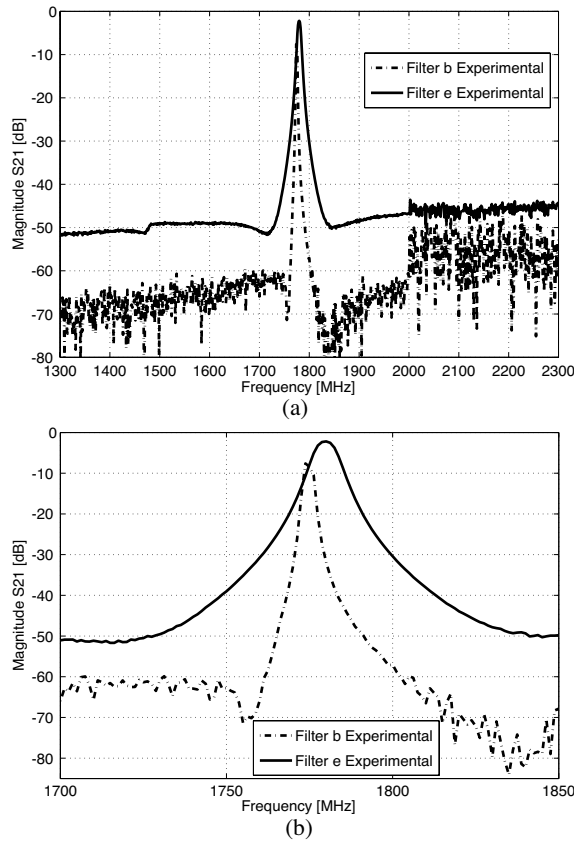 0
-10
-20
-30
-40
-50
-60
-70
-80
Magnitude S21 [dB]
Filter b Experimental
Filter e Experimental
1300 1400 1500 1600 1700 1800 1900 2000 2100 2200 2300
Frequency [MHz]
(a)
0
-10
-20
-30
-40
-50
-60
-70
-80
Magnitude S21 [dB]
Filter b Experimental
Filter e Experimental
1700 1750 1800 1850
Frequency [MHz]
(b)